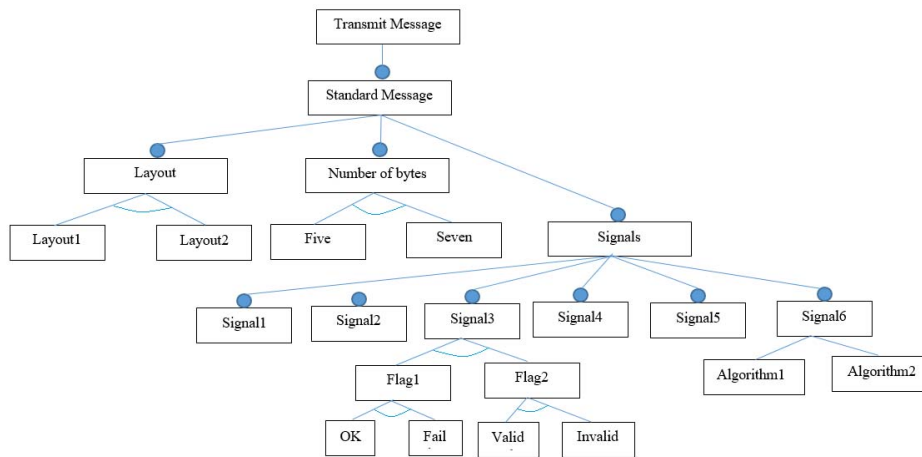 Transmit Message
Standard Message
Layout
Number of bytes
Layout1
Layout2
Five
Seven
Signals
Signal1
Signal2
Signal3
Signal4
Signal5
Signal6
Flag1
Flag2
Algorithm1
Algorithm2
OK
Fail
Valid
Invalid